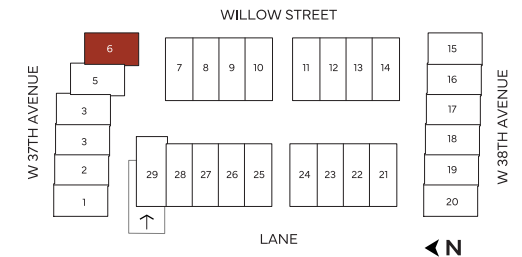 WILLOW STREET
W 37TH AVENUE
6
5
3
3
2
1
7 8 9 10
11 12 13 14
29 28 27 26 25
24 23 22 21
15
16
17
18
19
20
W 38TH AVENUE
LANE
N